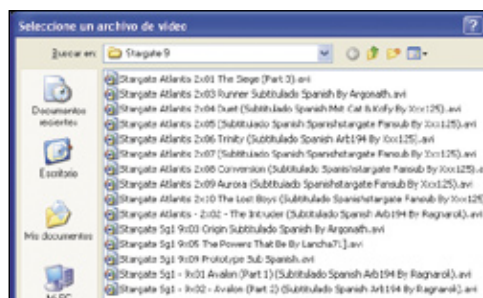 Seleccione un archivo de vídeo
Buscar en: Stargate 9
Documentos recientes
Escritorio
Mis documentos
Mi PC
Stargate Atlantis 2x01 The Siege (Part 3).avi
Stargate Atlantis 2x03 Runner Subtitulado Spanish By Argonath.avi
Stargate Atlantis 2x04 Duet (Subtitulado Spanish Mst Cat & Kofy By Xxx125).avi
Stargate Atlantis 2x05 (Subtitulado Spanish Spanishstargate Fansub By Xxx125).avi
Stargate Atlantis 2x06 Trinity (Subtitulado Spanish Arb194 By Xxx125).avi
Stargate Atlantis 2x07 (Subtitulado Spanish Spanishstargate Fansub By Xxx125).avi
Stargate Atlantis 2x08 Conversion (Subtitulado Spanishstargate Fansub By Xxx125).avi
Stargate Atlantis 2x09 Aurora (Subtitulado Spanishstargate Fansub By Xxx125).avi
Stargate Atlantis 2x10 The Lost Boys (Subtitulado Spanishstargate Fansub By Xxx125).avi
Stargate Atlantis - 2x02 - The Intruder (Subtitulado Spanish Arb194 By Ragnarol).avi
Stargate Sg1 9x03 Origin Subtitulado Spanish By Argonath.avi
Stargate Sg1 9x05 The Powers That Be By Lancha71].avi
Stargate Sg1 9x09 Prototype Sub Spanish.avi
Stargate Sg1 - 9x01 Avalon (Part 1) (Subtitulado Spanish Arb194 By Ragnarol).avi
Stargate Sg1 - 9x02 - Avalon (Part 2) (Subtitulado Spanish Arb194 By Ragnarol).avi